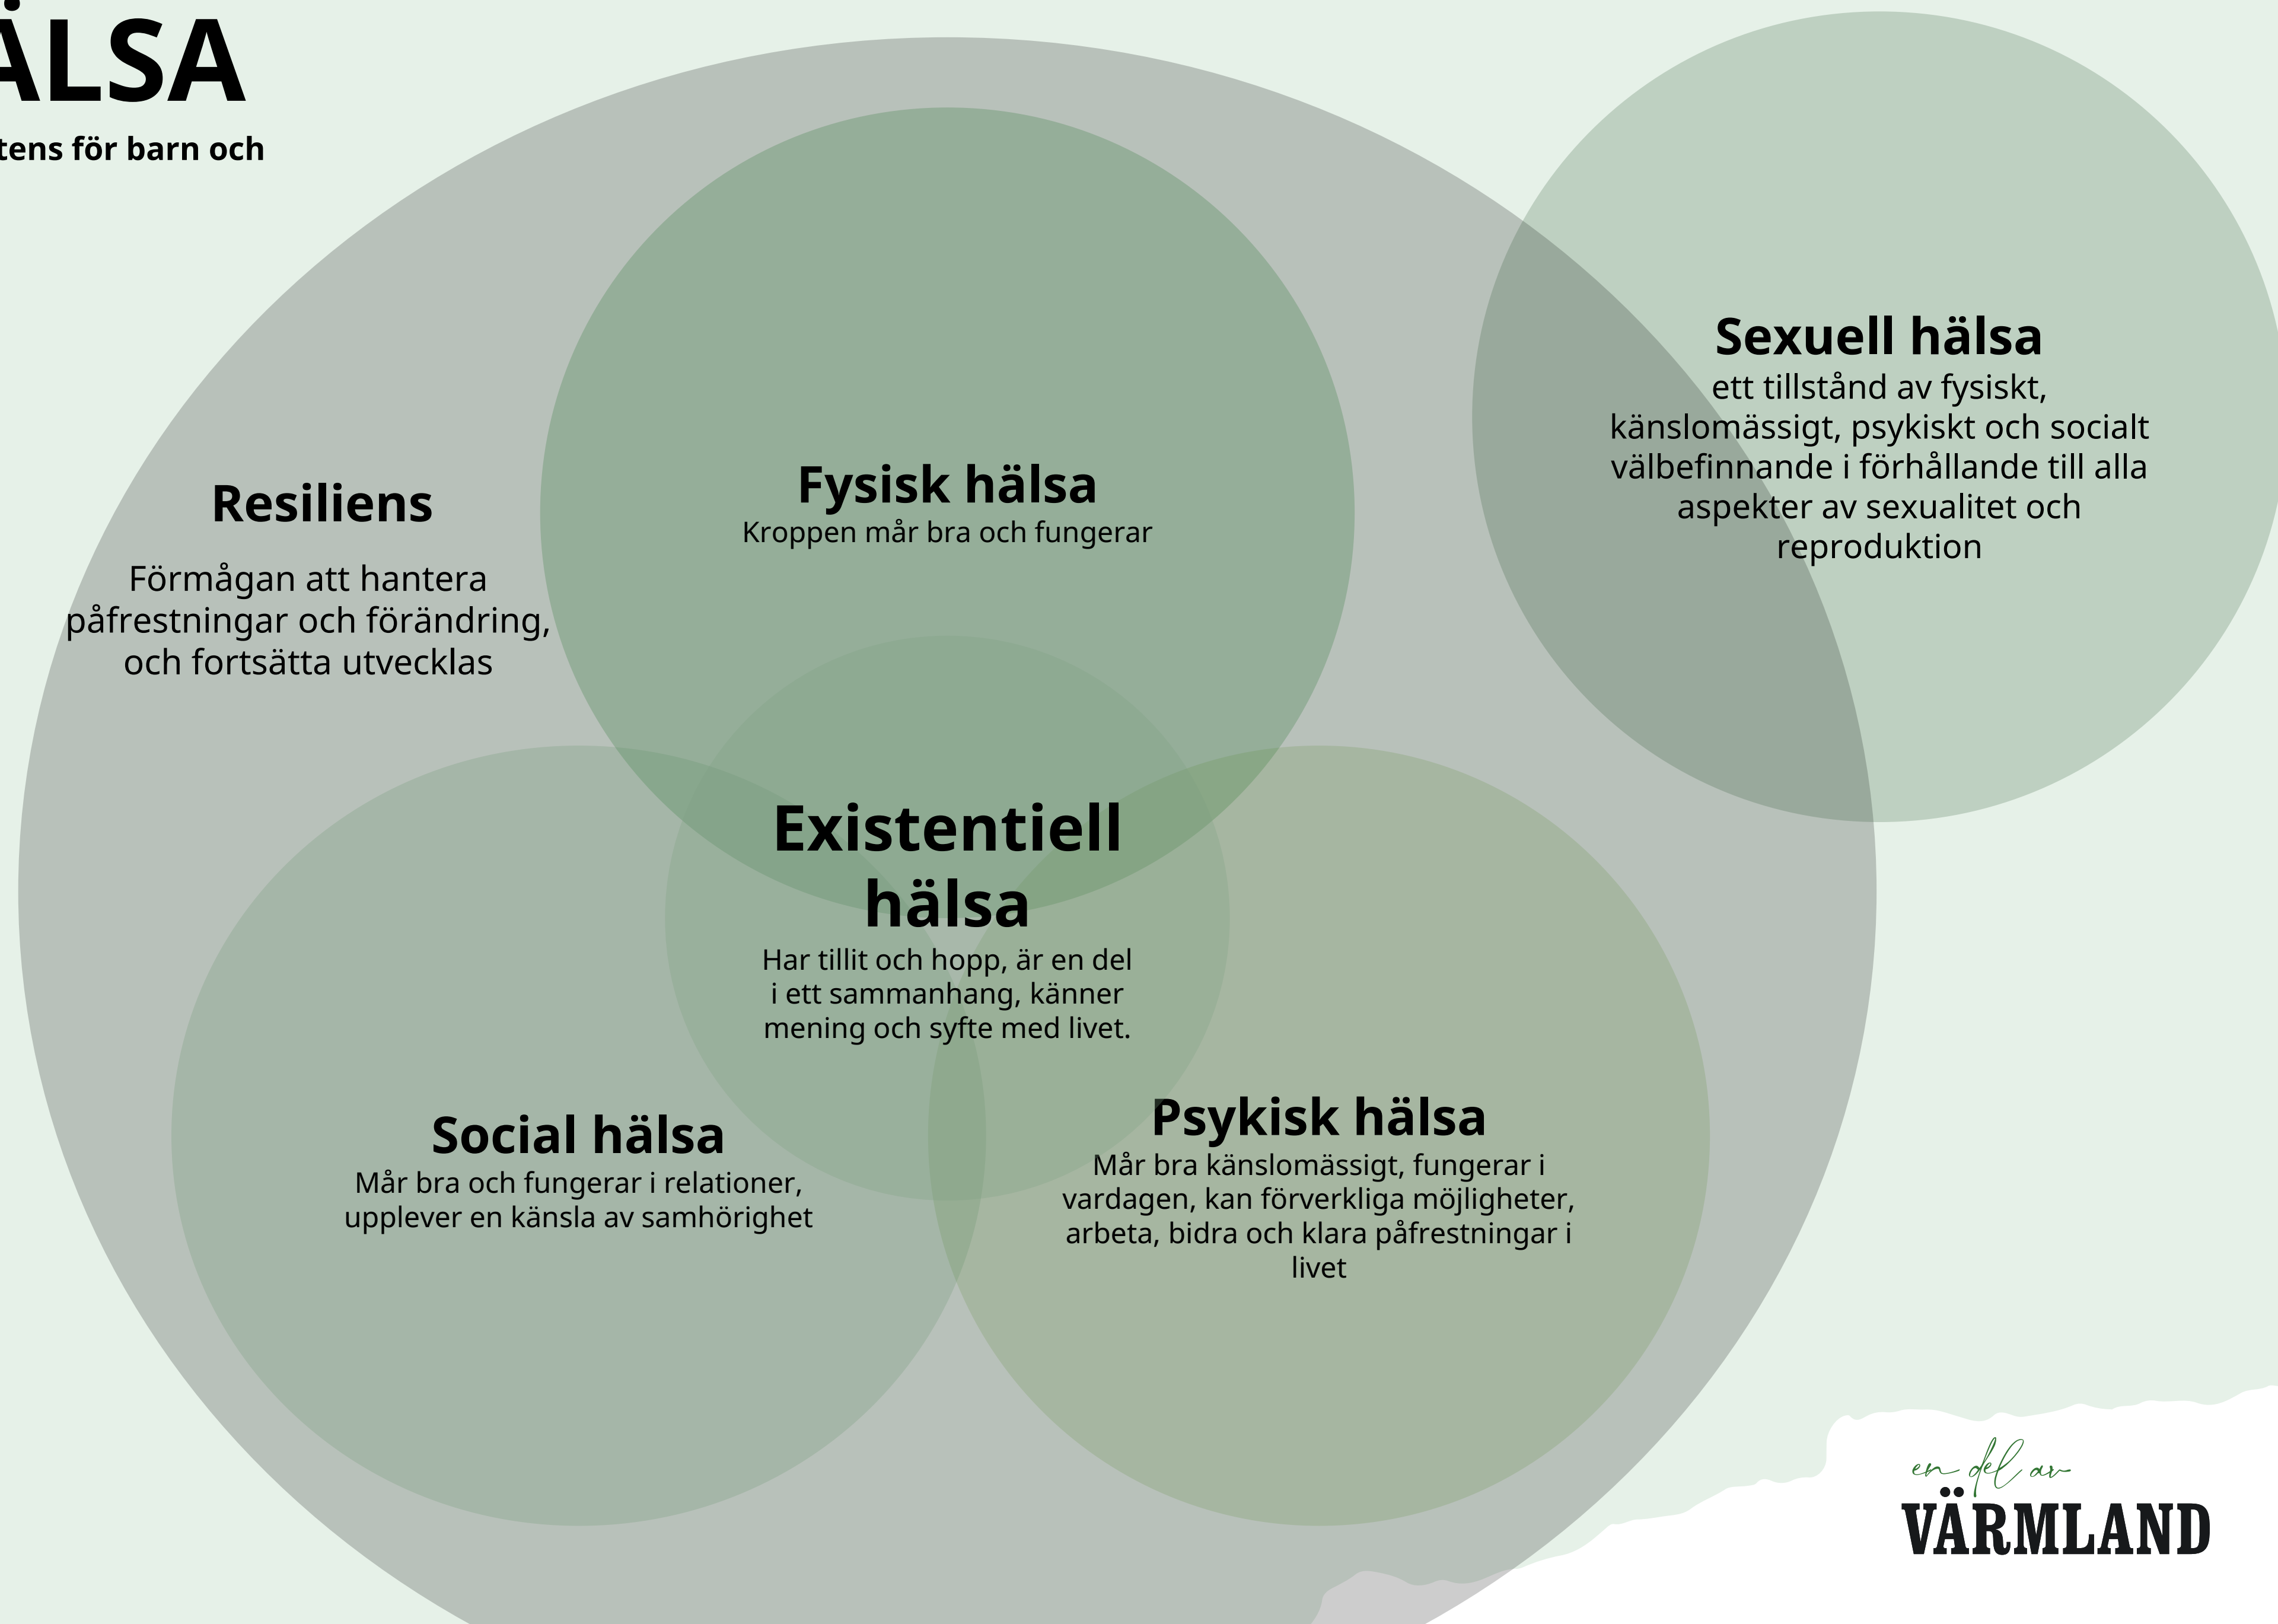 ÄLSA
tens för barn och
Sexuell hälsa
ett tillstånd av fysiskt,
känslomässigt, psykiskt och socialt
välbefinnande i förhållande till alla
aspekter av sexualitet och
reproduktion
Fysisk hälsa
Kroppen mår bra och fungerar
Resiliens
Förmågan att hantera
påfrestningar och förändring,
och fortsätta utvecklas
Existentiell
hälsa
Har tillit och hopp, är en del
i ett sammanhang, känner
mening och syfte med livet.
Social hälsa
Mår bra och fungerar i relationer,
upplever en känsla av samhörighet
Psykisk hälsa
Mår bra känslomässigt, fungerar i
vardagen, kan förverkliga möjligheter,
arbeta, bidra och klara påfrestningar i
livet
en del av
VÄRMLAND